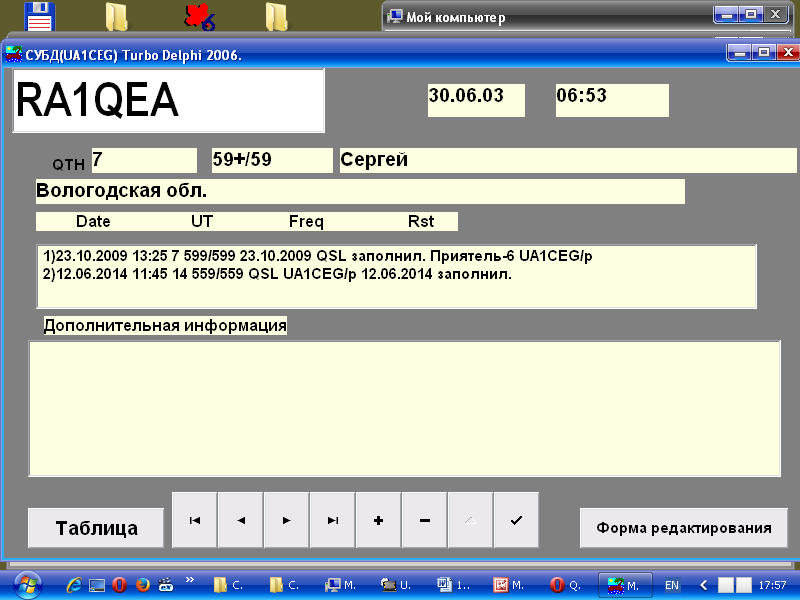 Мой компьютер
СУБД(UA1CEG) Turbo Delphi 2006.
RA1QEA
30.06.03
06:53
QTH
7
59+/59
Сергей
Вологодская обл.
Date UT Freq Rst
1)23.10.2009 13:25 7 599/599 23.10.2009 QSL заполнил. Приятель-6 UA1CEG/p
2)12.06.2014 11:45 14 559/559 QSL UA1CEG/p 12.06.2014 заполнил.
Дополнительная информация
Таблица
Форма редактирования
С.
С.
М.
U.
1..
М.
Q.
М.
EN
17:57